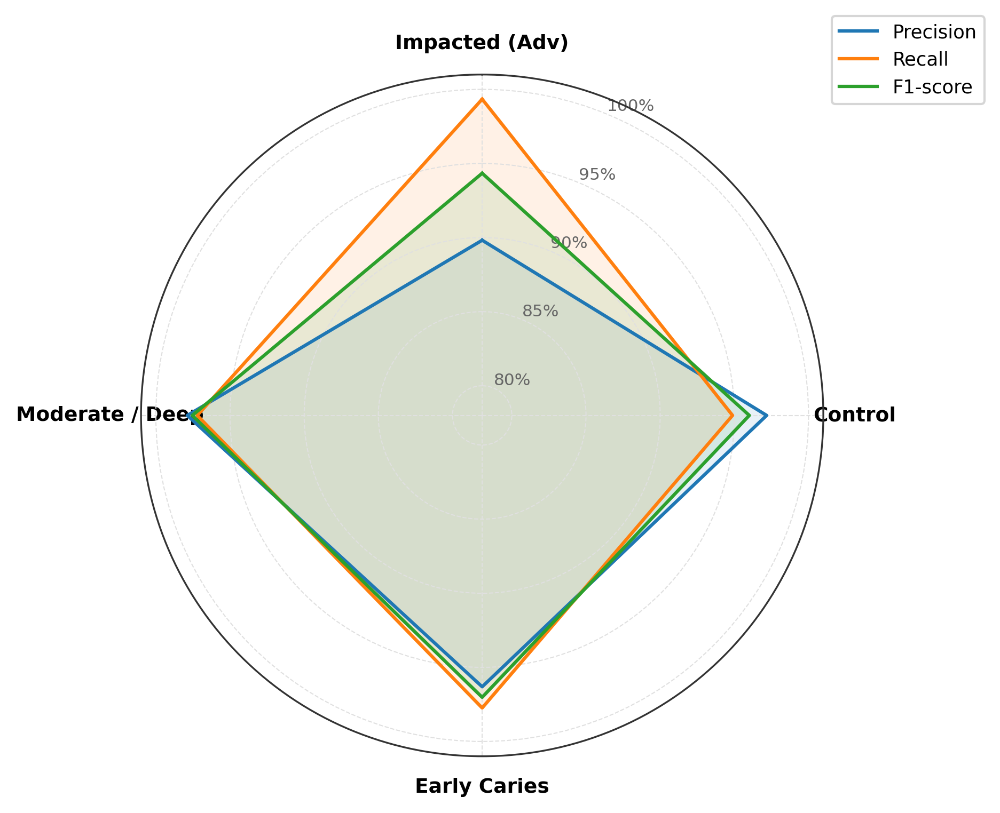 Impacted (Adv)
Precision
Recall
F1-score
100%
95%
90%
85%
80%
Moderate / Deep
Control
Early Caries